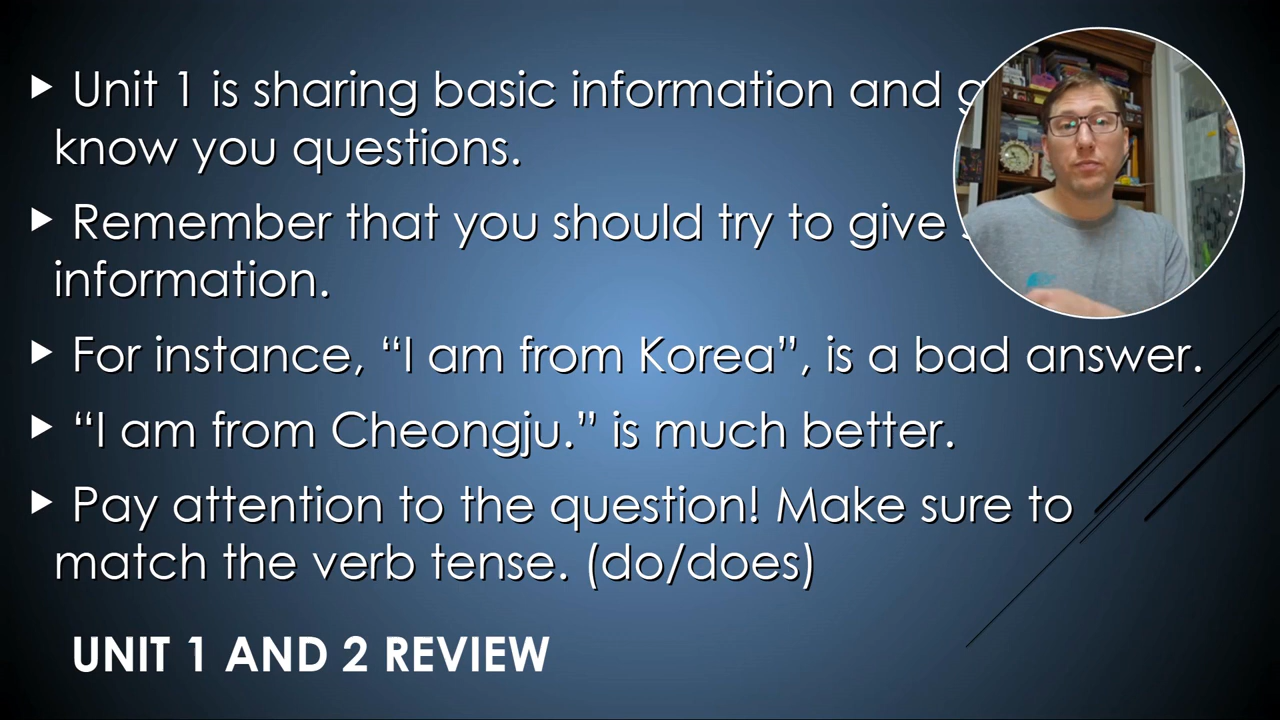 Unit 1 is sharing basic information and
know you questions.
Remember that you should try to give
information.
For instance, “I am from Korea”, is a bad answer.
“I am from Cheongju.” is much better.
Pay attention to the question! Make sure to
match the verb tense. (do/does)
UNIT 1 AND 2 REVIEW